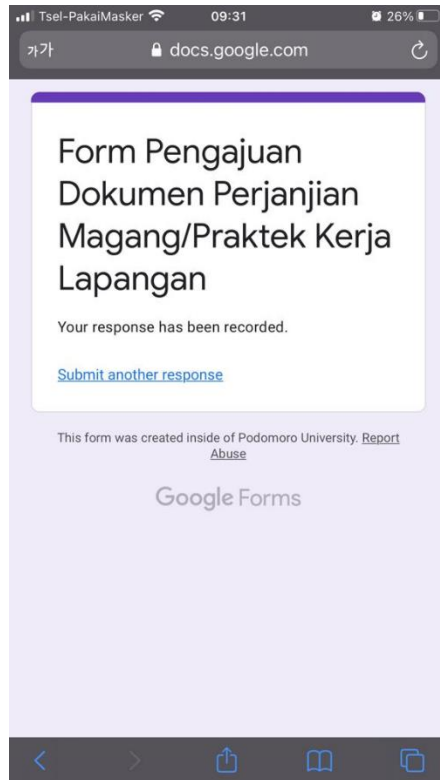 Tsel-PakaiMasker 09:31 26%
가가 docs.google.com
Form Pengajuan
Dokumen Perjanjian
Magang/Praktek Kerja
Lapangan
Your response has been recorded.
Submit another response
This form was created inside of Podomoro University. Report
Abuse
Google Forms